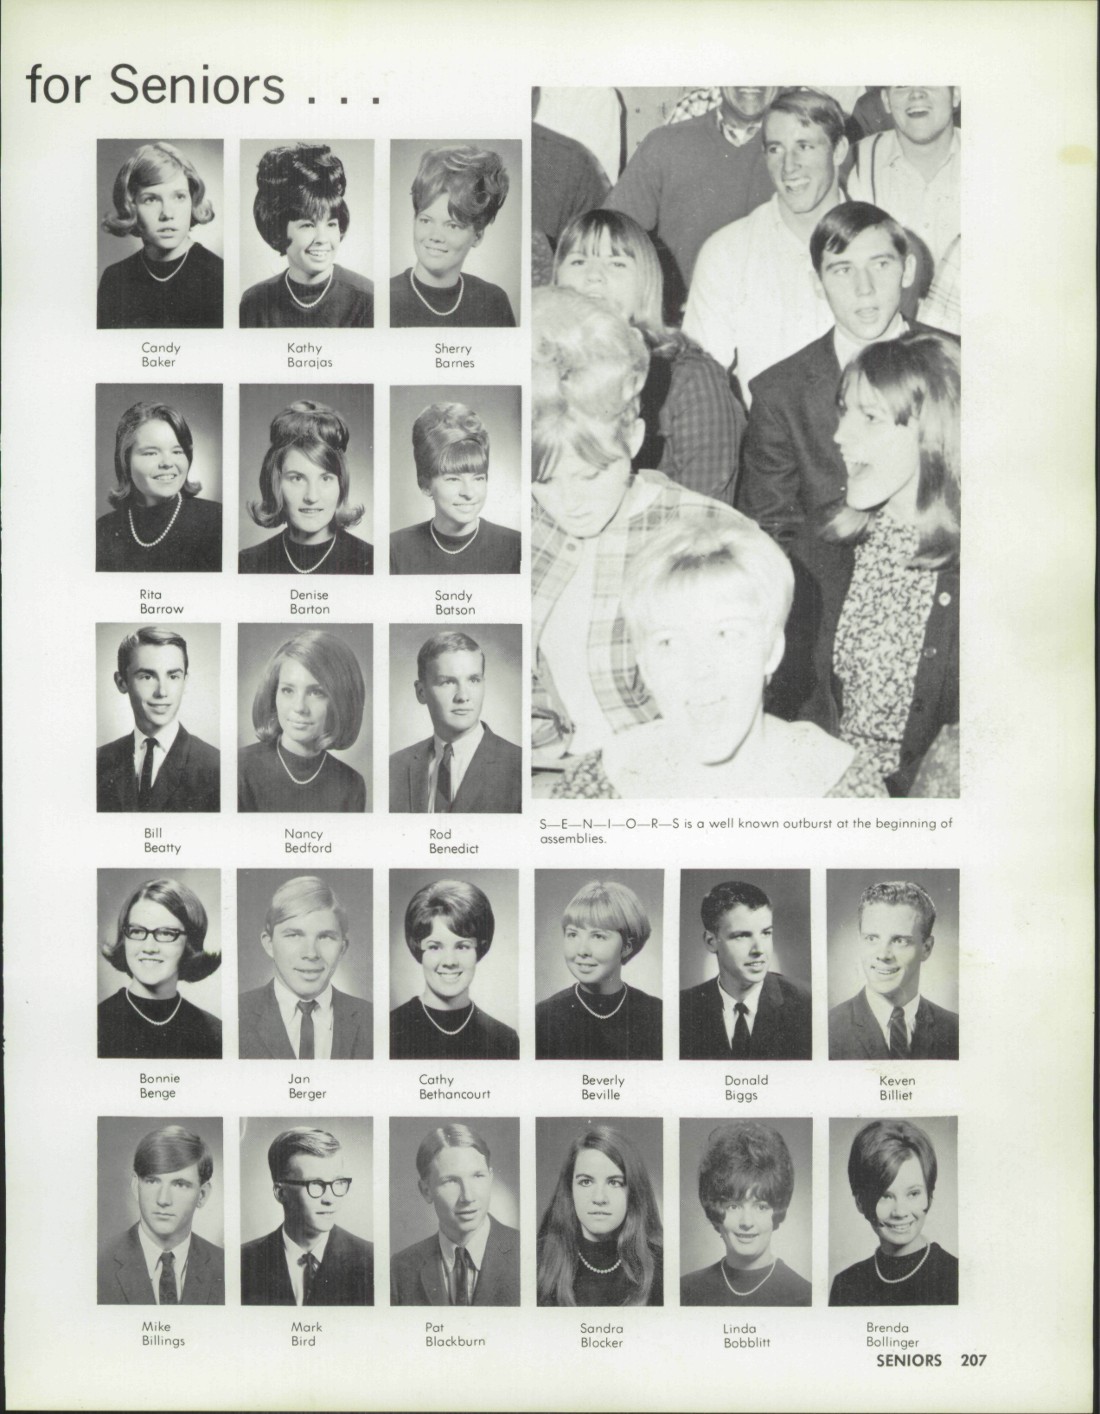 for Seniors . . .
Candy
Baker
Kathy
Barajas
Sherry
Barnes
Rita
Barrow
Denise
Barton
Sandy
Batson
Bill
Beatty
Nancy
Bedford
Rod
Benedict
S—E—N—I—O—R—S is a well known outburst at the beginning of
assemblies.
Bonnie
Benge
Jan
Berger
Cathy
Bethancourt
Beverly
Beville
Donald
Biggs
Keven
Billiet
Mike
Billings
Mark
Bird
Pat
Blackburn
Sandra
Blocker
Linda
Bobblitt
Brenda
Bollinger
SENIORS 207